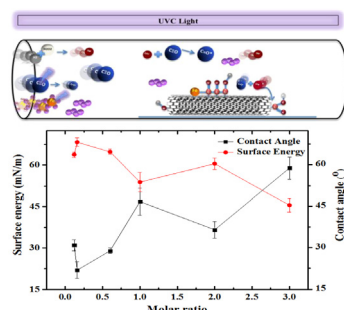 UVC Light
Contact Angle
Surface Energy
Surface energy (mN/m)
Contact angle (°)
60
45
30
15
60
45
30
15
0.0
0.5
1.0
1.5
2.0
2.5
3.0
Molar ratio